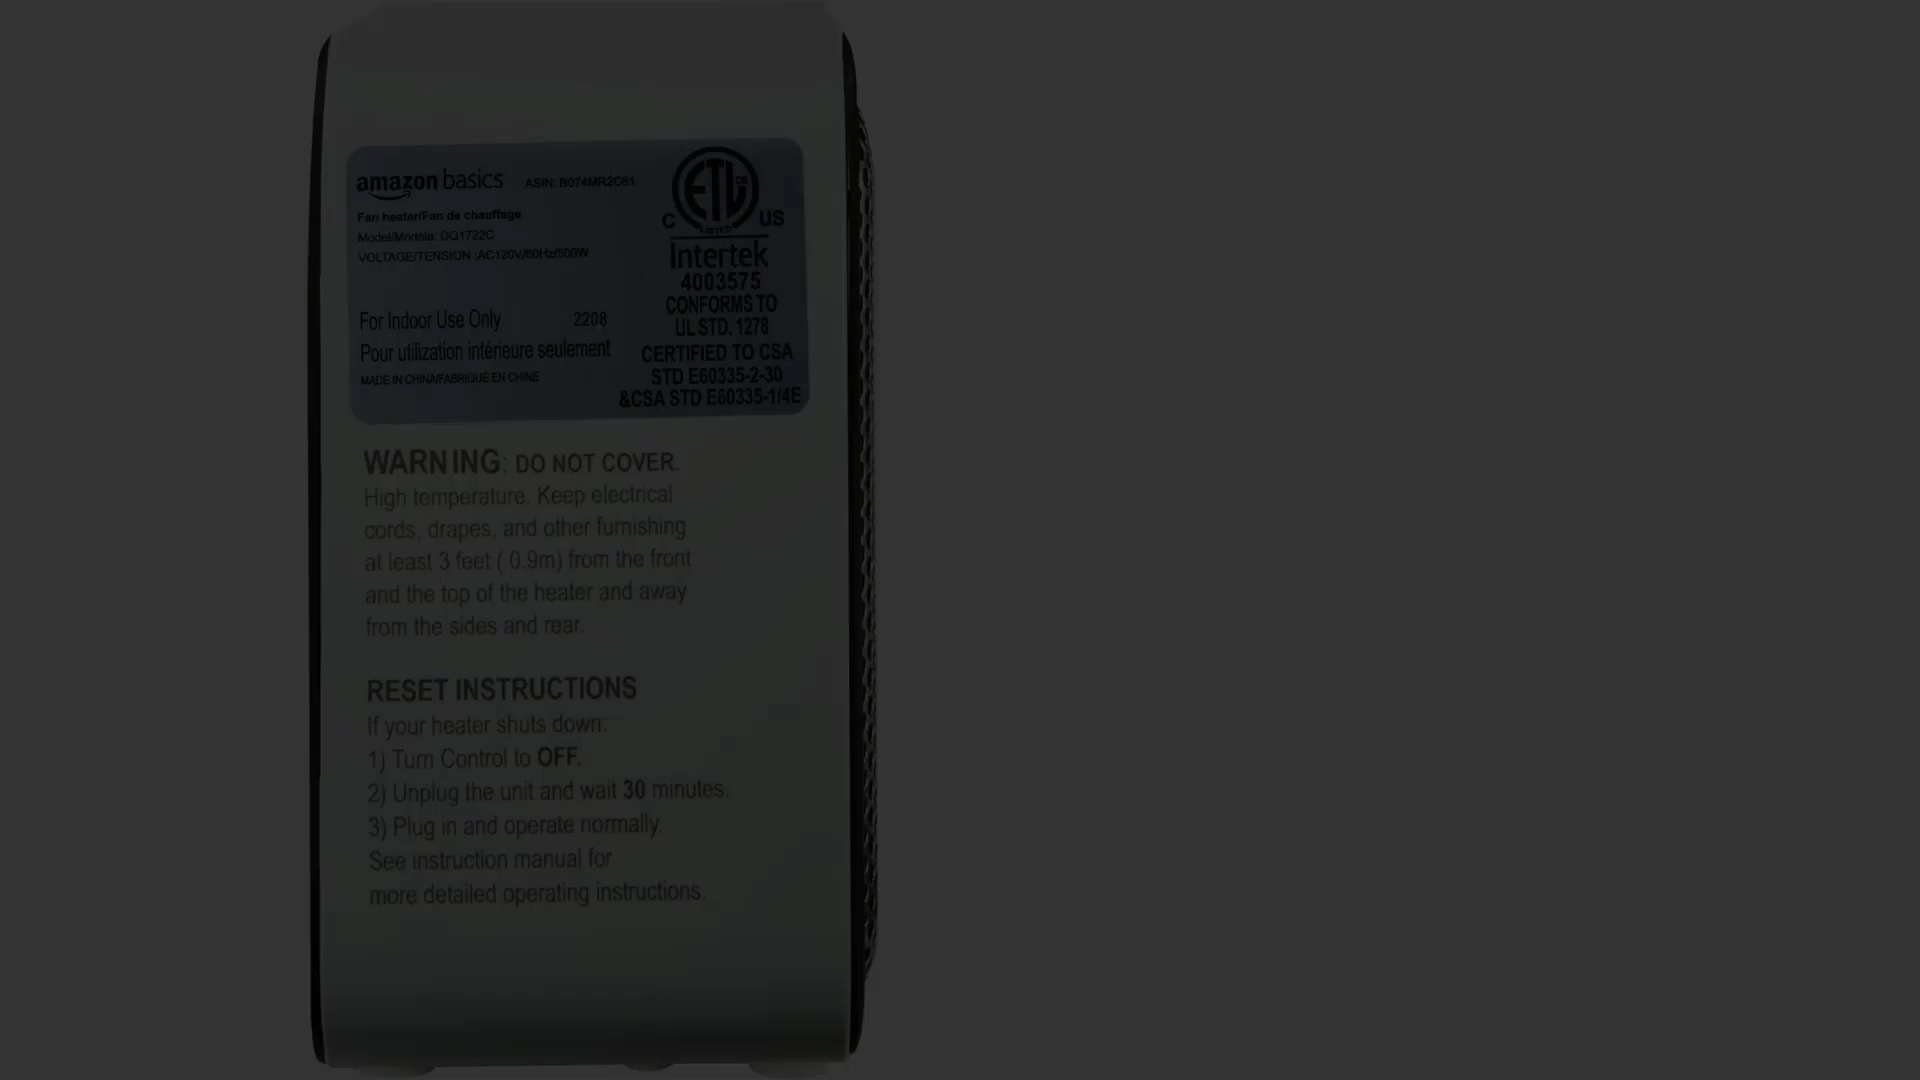 amazon basics ASIN: B074MR2C61
Fan heater/Fan de chauffage
Model/Modèla: DQ1722C
VOLTAGE/TENSION :AC120V/60Hz/500W
For Indoor Use Only 2208
Pour utilization intérieure seulement
MADE IN CHINA/FABRIQUÉ EN CHINE
ETL CM
LISTED
C US
Intertek
4003575
CONFORMS TO
UL STD. 1278
CERTIFIED TO CSA
STD E60335-2-30
&CSA STD E60335-1/4E
WARNING: DO NOT COVER.
High temperature. Keep electrical
cords, drapes, and other furnishing
at least 3 feet ( 0.9m) from the front
and the top of the heater and away
from the sides and rear.
RESET INSTRUCTIONS
If your heater shuts down:
1) Turn Control to OFF.
2) Unplug the unit and wait 30 minutes.
3) Plug in and operate normally.
See instruction manual for
more detailed operating instructions.